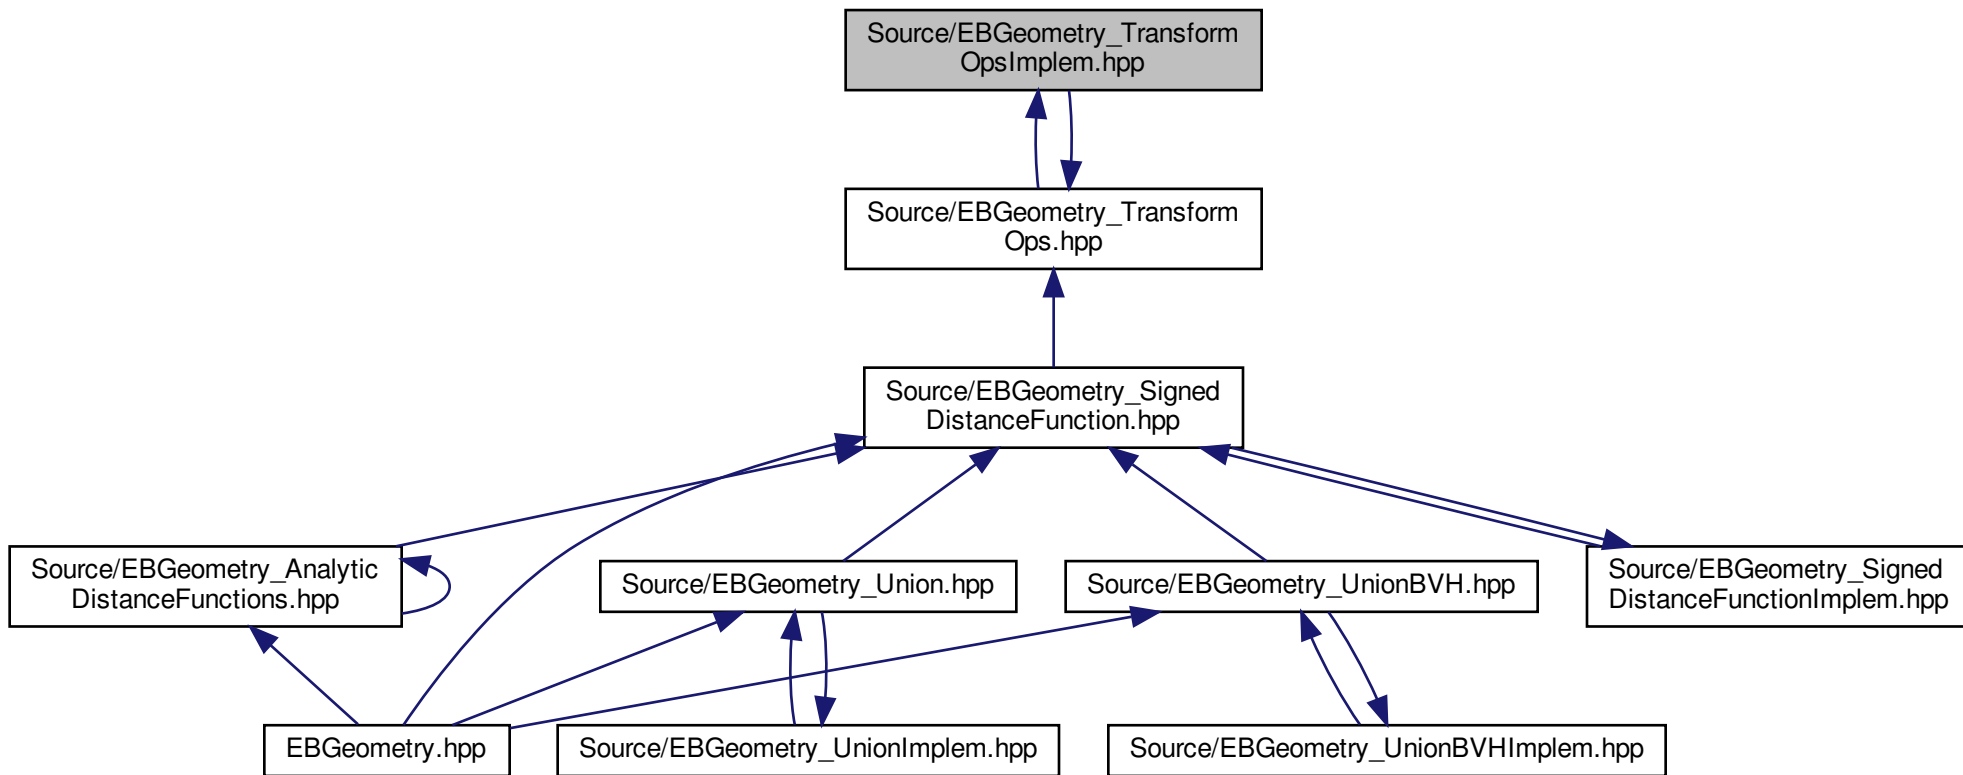 Source/EBGeometry_Transform
OpsImplem.hpp
Source/EBGeometry_Transform
Ops.hpp
Source/EBGeometry_Signed
DistanceFunction.hpp
Source/EBGeometry_Analytic
DistanceFunctions.hpp
Source/EBGeometry_Union.hpp
Source/EBGeometry_UnionBVH.hpp
Source/EBGeometry_Signed
DistanceFunctionImplem.hpp
EBGeometry.hpp
Source/EBGeometry_UnionImplem.hpp
Source/EBGeometry_UnionBVHImplem.hpp